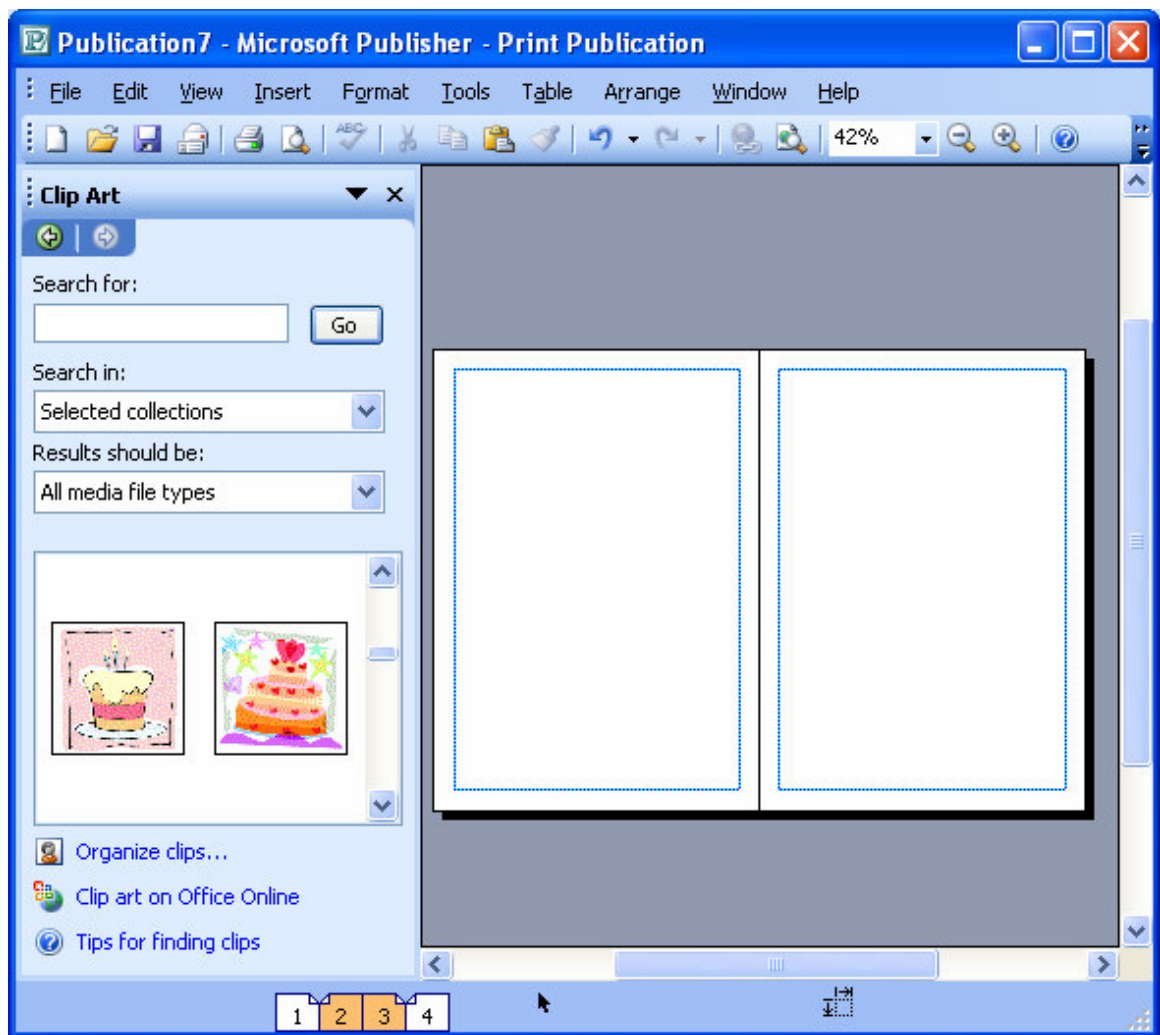 Publication7 - Microsoft Publisher - Print Publication
File Edit View Insert Format Tools Table Arrange Window Help
ABC 42%
Clip Art
Search for:
Go
Search in:
Selected collections
Results should be:
All media file types
Organize clips...
Clip art on Office Online
Tips for finding clips
1 2 3 4